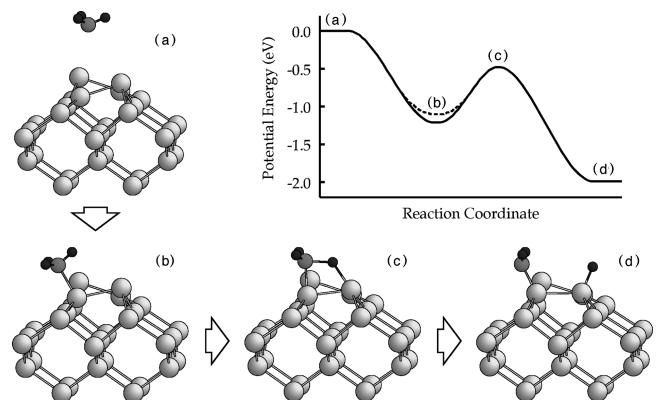 (a)
(a)
0.0
-0.5
-1.0
-1.5
-2.0
Potential Energy (eV)
(b)
(c)
(d)
Reaction Coordinate
(b)
(c)
(d)